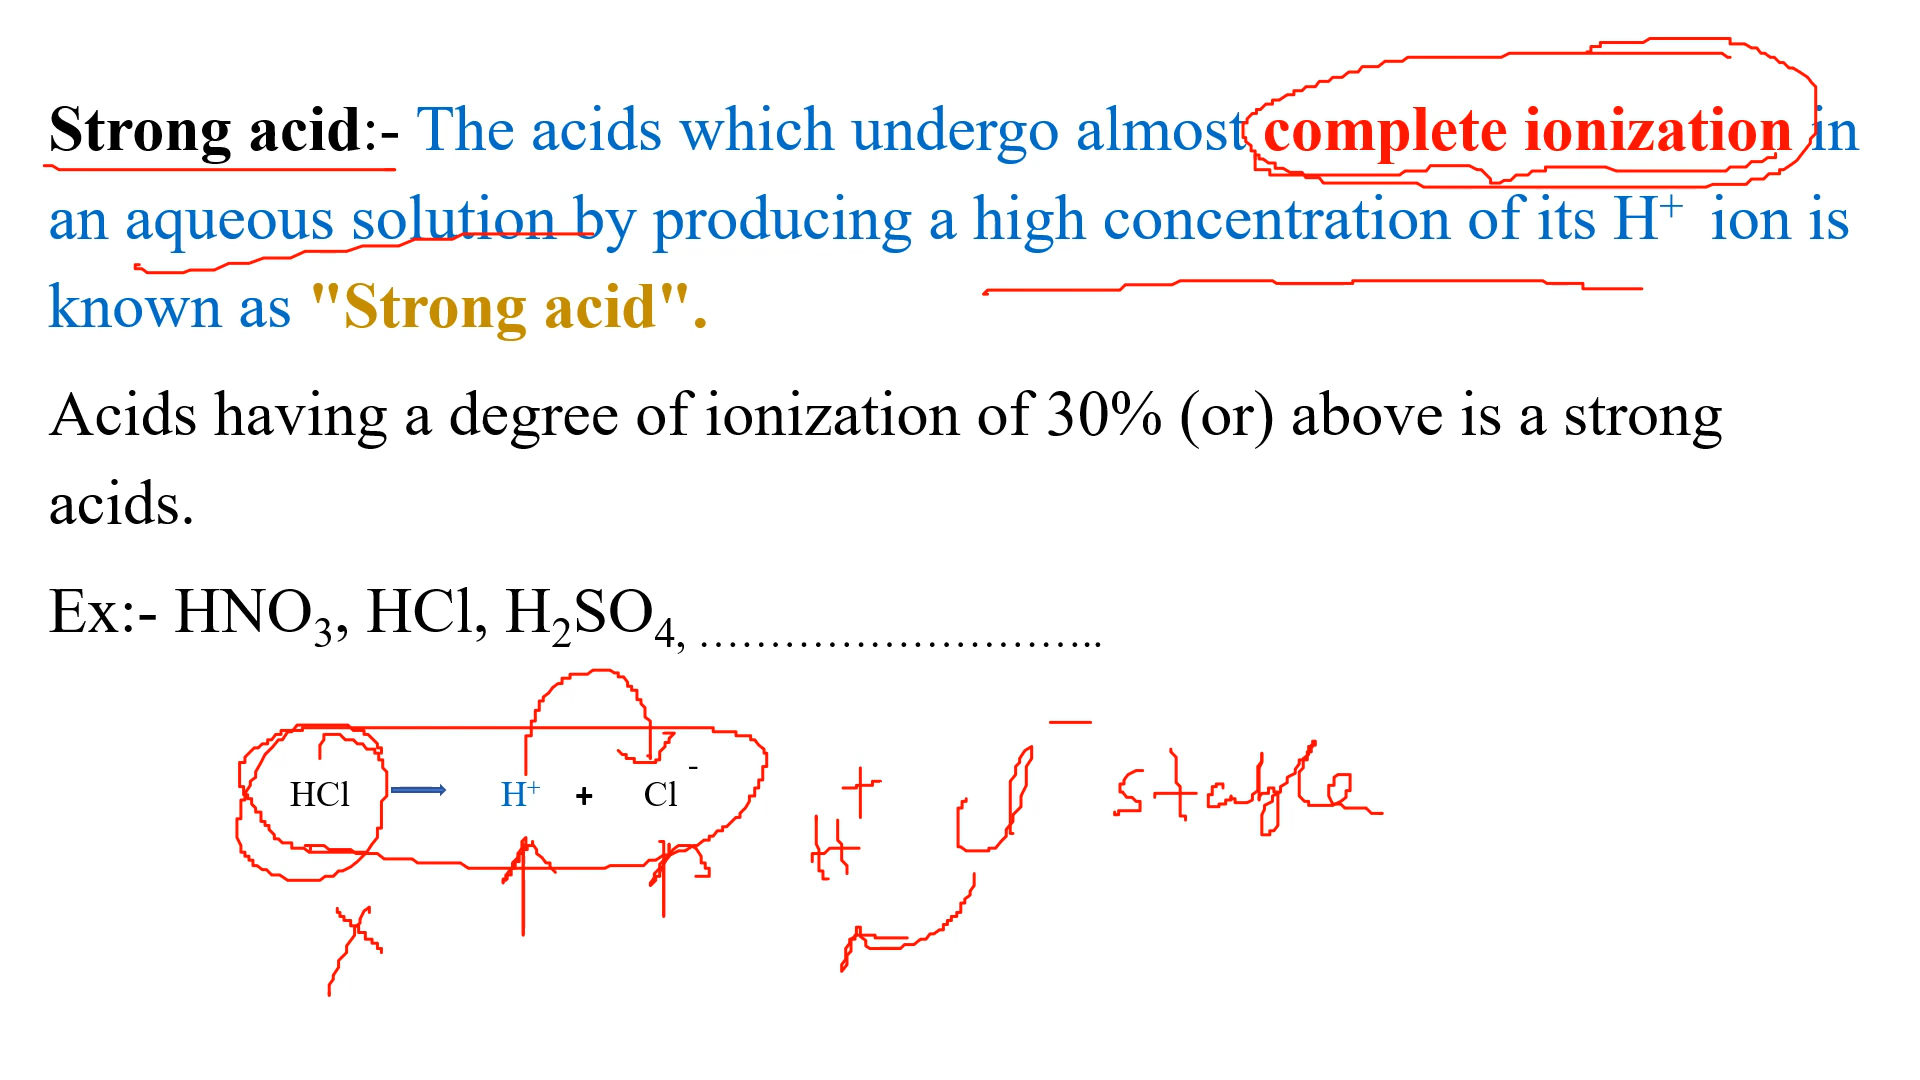 Strong acid:- The acids which undergo almost complete ionization in
an aqueous solution by producing a high concentration of its H⁺ ion is
known as "Strong acid".
Acids having a degree of ionization of 30% (or) above is a strong
acids.
Ex:- HNO₃, HCl, H₂SO₄, ………………………..
HCl → H⁺ + Cl⁻
H⁺ stable